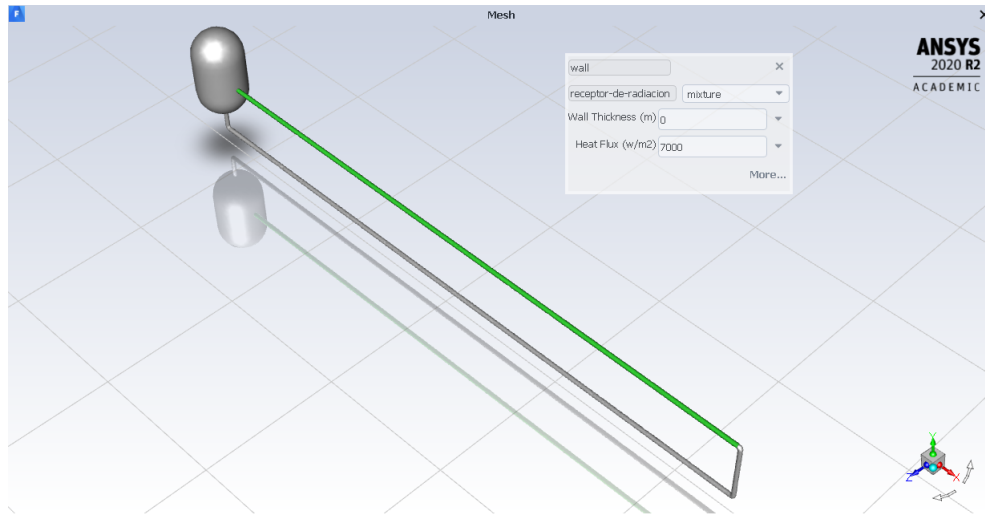 F
Mesh
×
ANSYS
2020 R2
ACADEMIC
wall ×
receptor-de-radiacion mixture
Wall Thickness (m) 0
Heat Flux (w/m2) 7000
More...
Y
Z
X